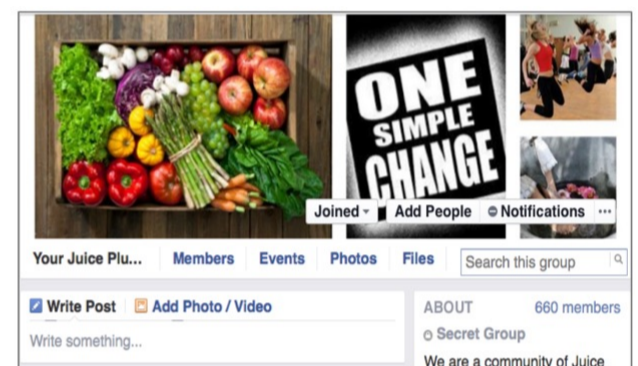 ONE
SIMPLE
CHANGE
Joined
Add People
Notifications
...
Your Juice Plu...
Members
Events
Photos
Files
Search this group
Write Post
Add Photo / Video
Write something...
ABOUT
660 members
Secret Group
We are a community of Juice